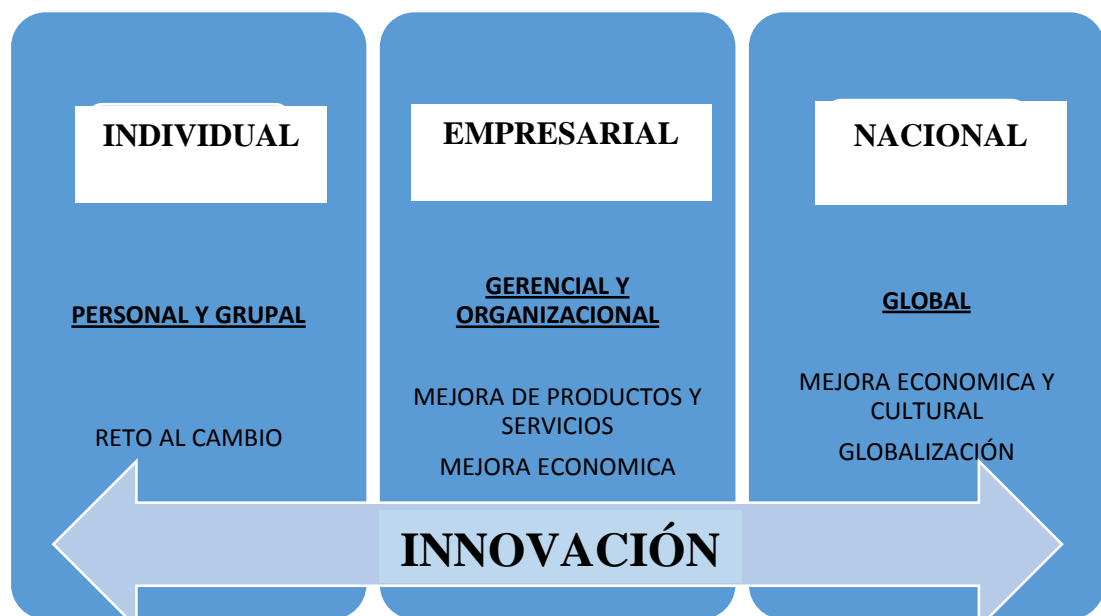 INDIVIDUAL
PERSONAL Y GRUPAL
RETO AL CAMBIO
EMPRESARIAL
GERENCIAL Y
ORGANIZACIONAL
MEJORA DE PRODUCTOS Y
SERVICIOS
MEJORA ECONOMICA
NACIONAL
GLOBAL
MEJORA ECONOMICA Y
CULTURAL
GLOBALIZACIÓN
INNOVACIÓN